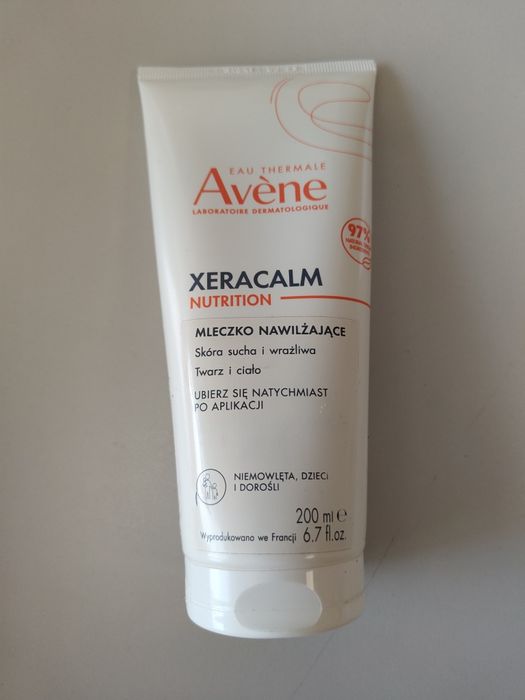 EAU THERMALE
Avène
LABORATOIRE DERMATOLOGIQUE
97%
XERACALM
NUTRITION
MLECZKO NAWILŻAJĄCE
Skóra sucha i wrażliwa
Twarz i ciało
UBIERZ SIĘ NATYCHMIAST
PO APLIKACJI
NIEMOWLĘTA, DZIECI
I DOROŚLI
200 ml ℮
Wyprodukowano we Francji 6.7 fl.oz.